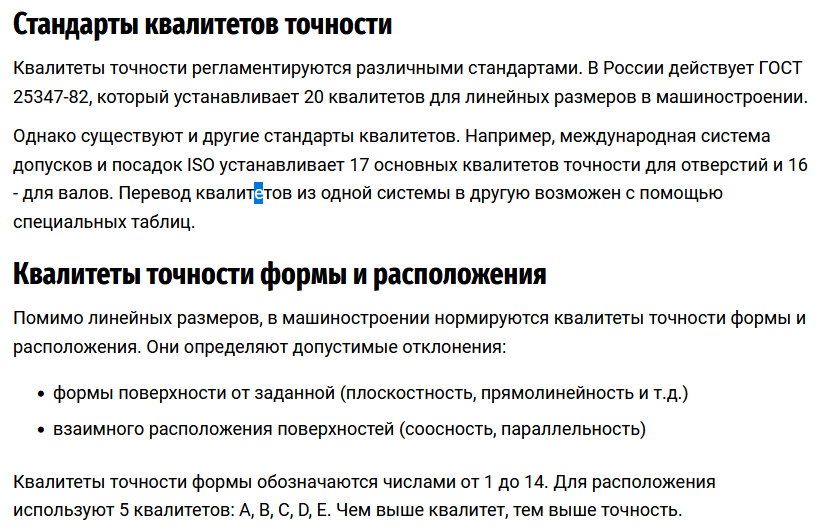 Стандарты квалитетов точности
Квалитеты точности регламентируются различными стандартами. В России действует ГОСТ
25347-82, который устанавливает 20 квалитетов для линейных размеров в машиностроении.
Однако существуют и другие стандарты квалитетов. Например, международная система
допусков и посадок ISO устанавливает 17 основных квалитетов точности для отверстий и 16
- для валов. Перевод квалитетов из одной системы в другую возможен с помощью
специальных таблиц.
Квалитеты точности формы и расположения
Помимо линейных размеров, в машиностроении нормируются квалитеты точности формы и
расположения. Они определяют допустимые отклонения:
• формы поверхности от заданной (плоскостность, прямолинейность и т.д.)
• взаимного расположения поверхностей (соосность, параллельность)
Квалитеты точности формы обозначаются числами от 1 до 14. Для расположения
используют 5 квалитетов: A, B, C, D, E. Чем выше квалитет, тем выше точность.